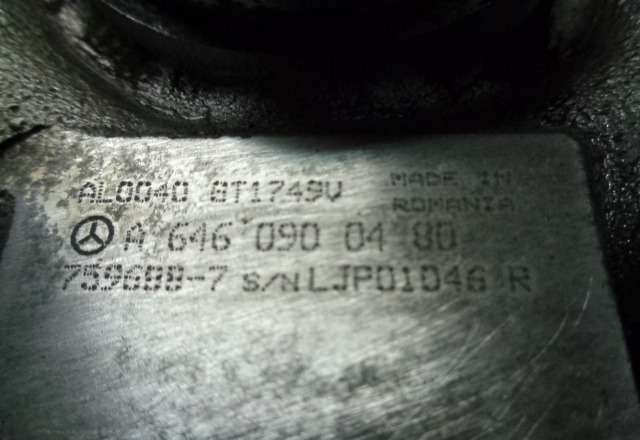 AL0040 GT1749V MADE IN
ROMANIA
A 646 090 04 80
759688-7 S/N LJP01046 R